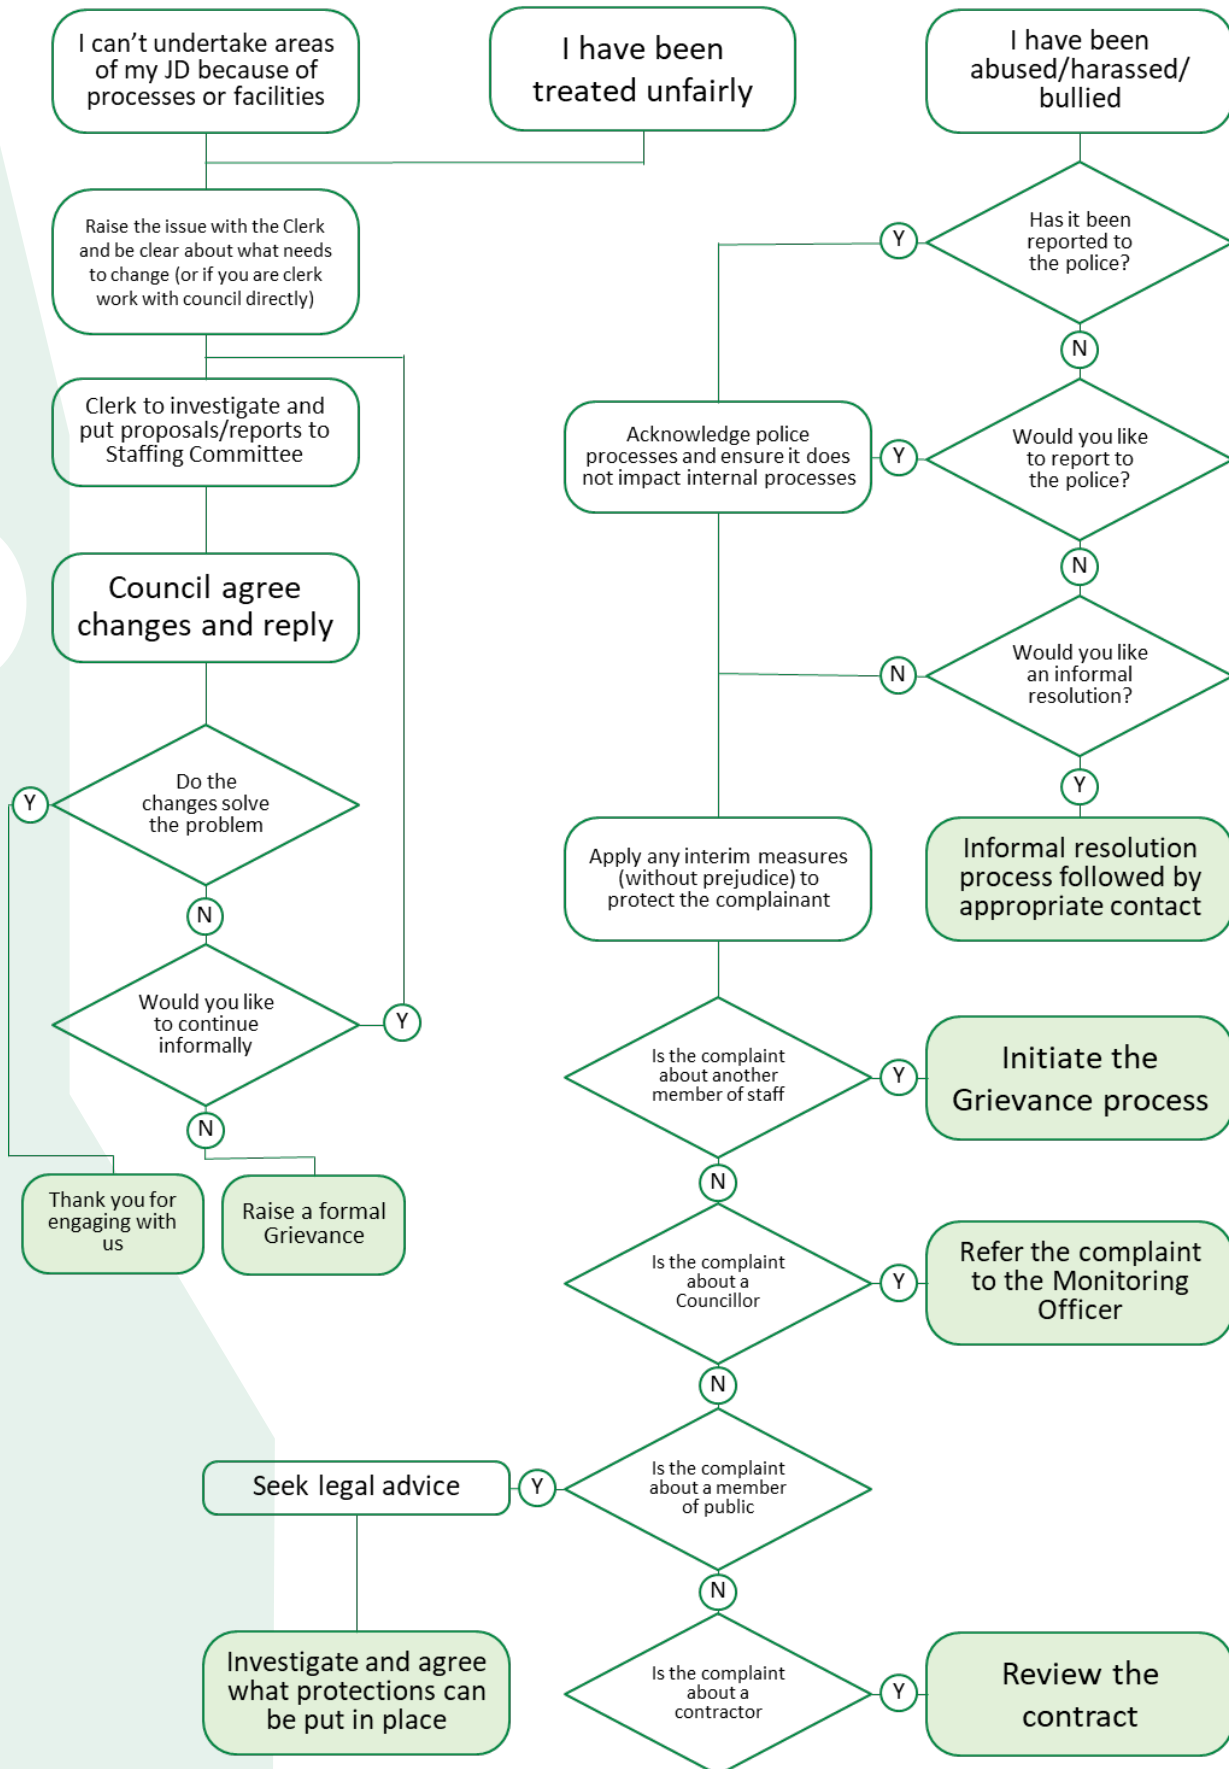 I can't undertake areas
of my JD because of
processes or facilities
I have been
treated unfairly
I have been
abused/harassed/
bullied
Raise the issue with the Clerk
and be clear about what needs
to change (or if you are clerk
work with council directly)
Y
Has it been
reported to
the police?
N
Clerk to investigate and
put proposals/reports to
Staffing Committee
Acknowledge police
processes and ensure it does
not impact internal processes
Y
Would you like
to report to
the police?
N
Council agree
changes and reply
N
Would you like
an informal
resolution?
Y
Y
Do the
changes solve
the problem
N
Apply any interim measures
(without prejudice) to
protect the complainant
Informal resolution
process followed by
appropriate contact
Would you like
to continue
informally
Y
N
Is the complaint
about another
member of staff
Y
Initiate the
Grievance process
N
Thank you for
engaging with
us
Raise a formal
Grievance
Is the complaint
about a
Councillor
Y
Refer the complaint
to the Monitoring
Officer
N
Seek legal advice
Y
Is the complaint
about a member
of public
N
Investigate and agree
what protections can
be put in place
Is the complaint
about a
contractor
Y
Review the
contract